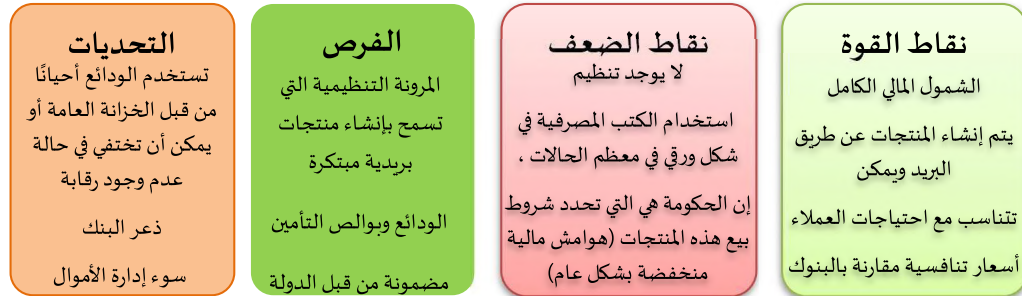 نقاط القوة
الشمول المالي الكامل
يتم إنشاء المنتجات عن طريق
البريد ويمكن
تتناسب مع احتياجات العملاء
أسعار تنافسية مقارنة بالبنوك
نقاط الضعف
لا يوجد تنظيم
استخدام الكتب المصرفية في
شكل ورقي في معظم الحالات ،
إن الحكومة هي التي تحدد شروط
بيع هذه المنتجات (هوامش مالية
منخفضة بشكل عام)
الفرص
المرونة التنظيمية التي
تسمح بإنشاء منتجات
بريدية مبتكرة
الودائع وبوالص التأمين
مضمونة من قبل الدولة
التحديات
تستخدم الودائع أحيانًا
من قبل الخزانة العامة أو
يمكن أن تختفي في حالة
عدم وجود رقابة
ذعر البنك
سوء إدارة الأموال